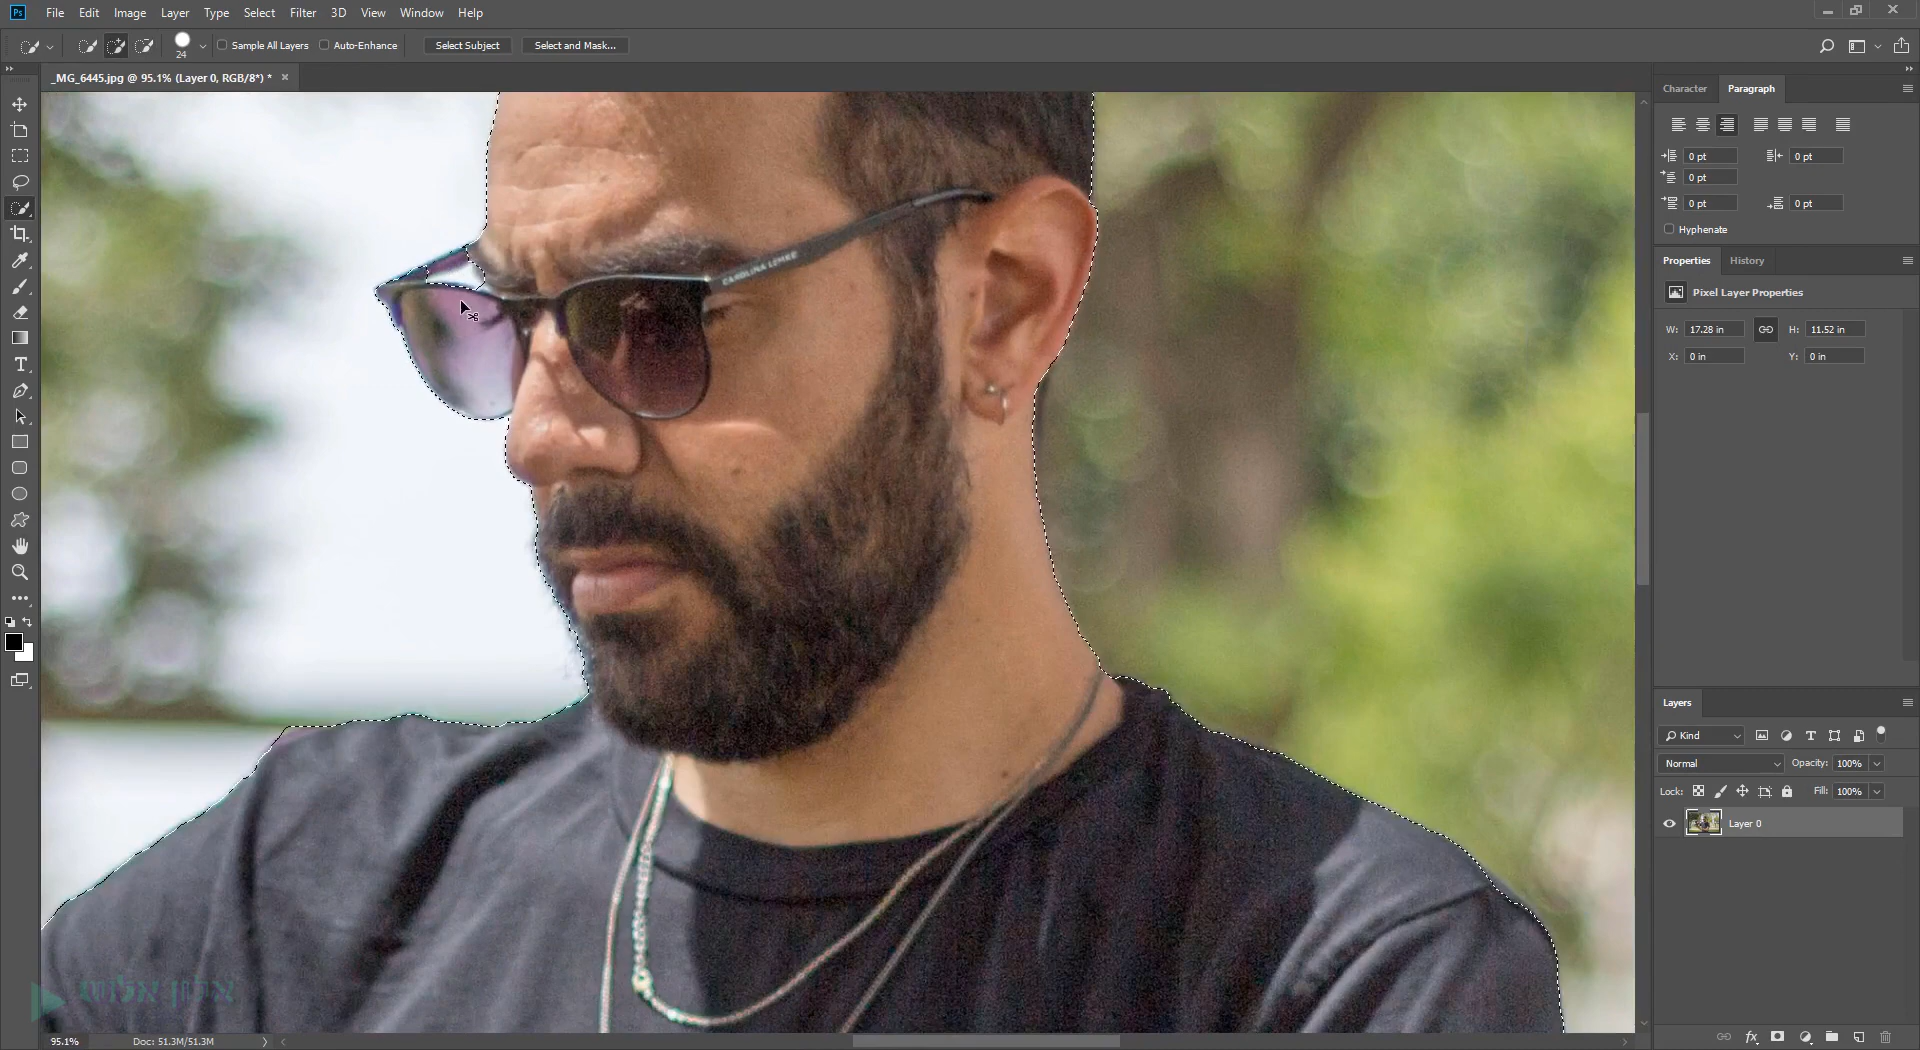 Ps File Edit Image Layer Type Select Filter 3D View Window Help
24 Sample All Layers Auto-Enhance Select Subject Select and Mask...
_MG_6445.jpg @ 95.1% (Layer 0, RGB/8*) *
Character Paragraph
0 pt 0 pt
0 pt
0 pt 0 pt
Hyphenate
Properties History
Pixel Layer Properties
W: 17.28 in H: 11.52 in
X: 0 in Y: 0 in
CAROLINA LEMKE
Layers
Kind
Normal Opacity: 100%
Lock: Fill: 100%
Layer 0
אילון אלוש
95.1% Doc: 51.3M/51.3M